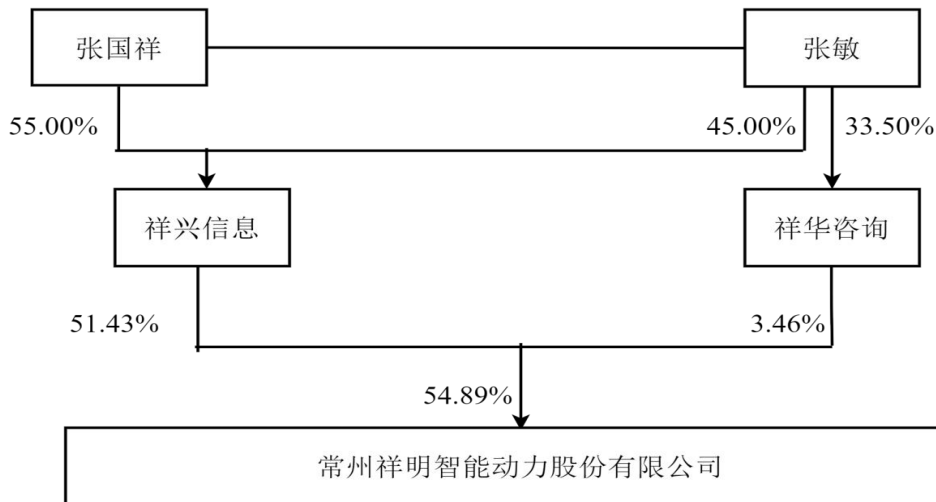 张国祥
张敏
55.00%
45.00%
33.50%
祥兴信息
祥华咨询
51.43%
3.46%
54.89%
常州祥明智能动力股份有限公司